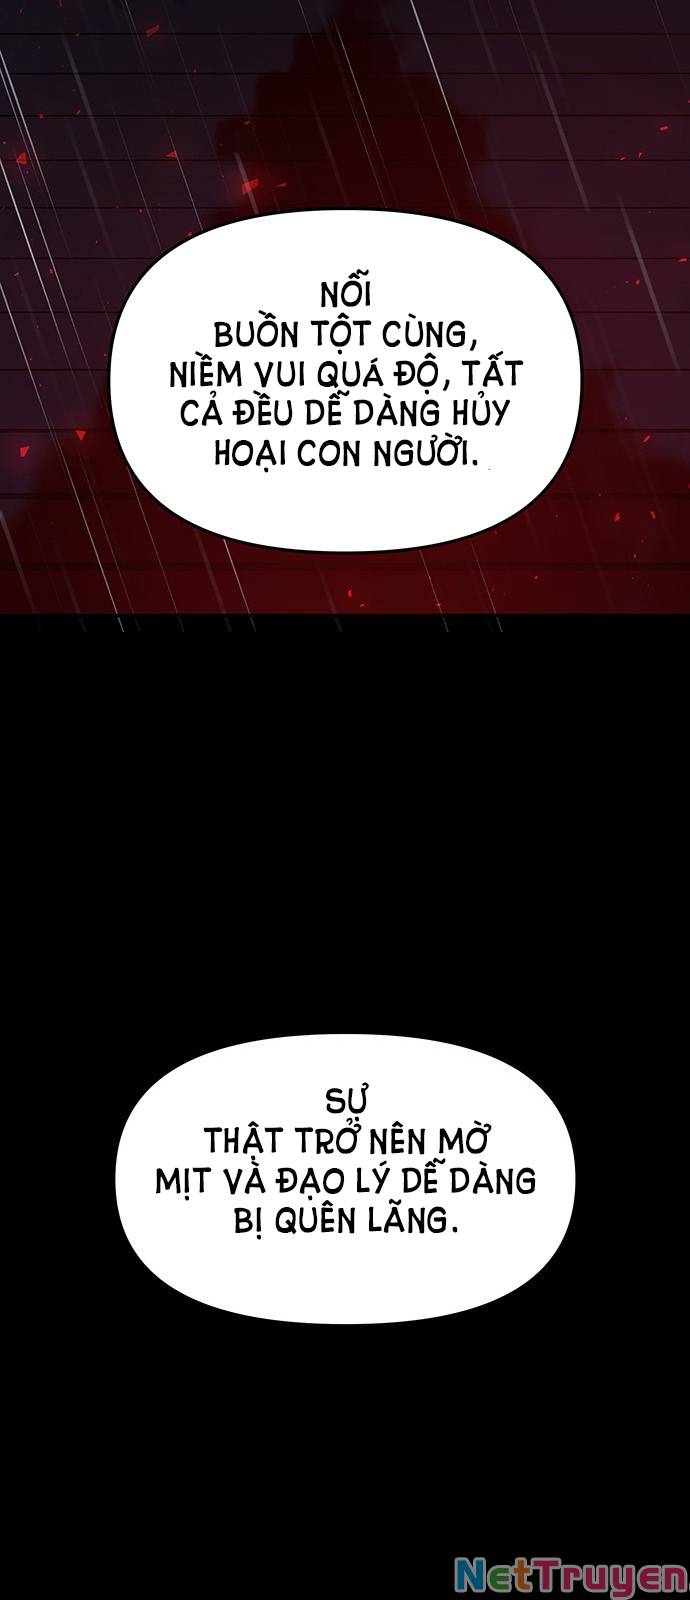 NỖI
BUỒN TỘT CÙNG,
NIỀM VUI QUÁ ĐỘ, TẤT
CẢ ĐỀU DỄ DÀNG HỦY
HOẠI CON NGƯỜI.
SỰ
THẬT TRỞ NÊN MỜ
MỊT VÀ ĐẠO LÝ DỄ DÀNG
BỊ QUÊN LÃNG.
NETTRUYEN